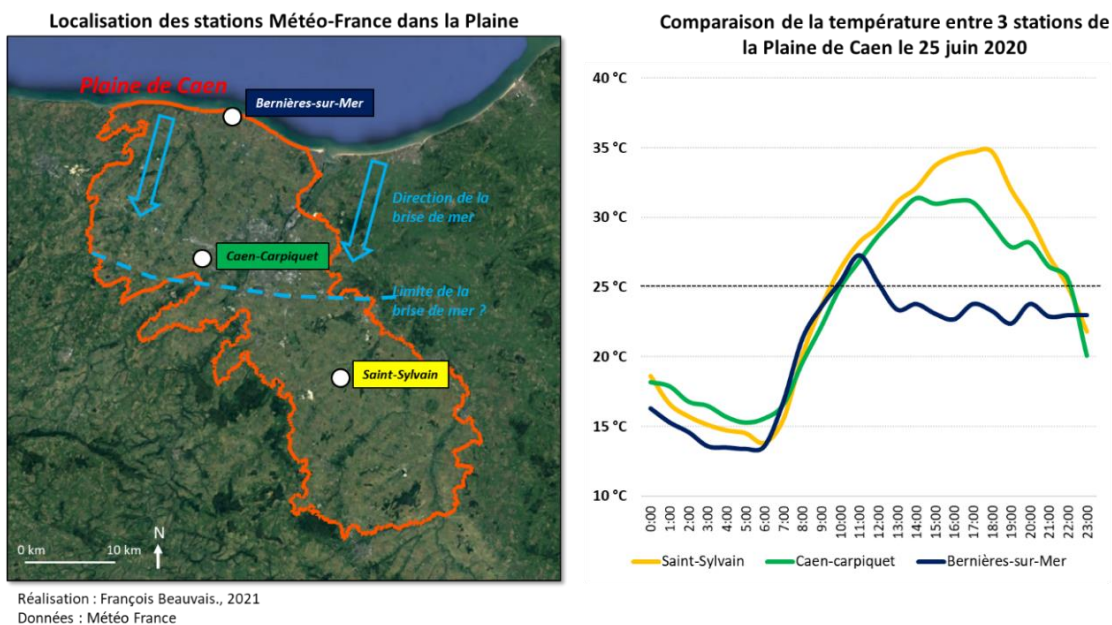 Localisation des stations Météo-France dans la Plaine
Plaine de Caen
Bernières-sur-Mer
Direction de la
brise de mer
Caen-Carpiquet
Limite de la
brise de mer ?
Saint-Sylvain
0 km
10 km
N
Réalisation : François Beauvais., 2021
Données : Météo France
Comparaison de la température entre 3 stations de
la Plaine de Caen le 25 juin 2020
40 °C
35 °C
30 °C
25 °C
20 °C
15 °C
10 °C
0:00
1:00
2:00
3:00
4:00
5:00
6:00
7:00
8:00
9:00
10:00
11:00
12:00
13:00
14:00
15:00
16:00
17:00
18:00
19:00
20:00
21:00
22:00
23:00
Saint-Sylvain
Caen-carpiquet
Bernières-sur-Mer